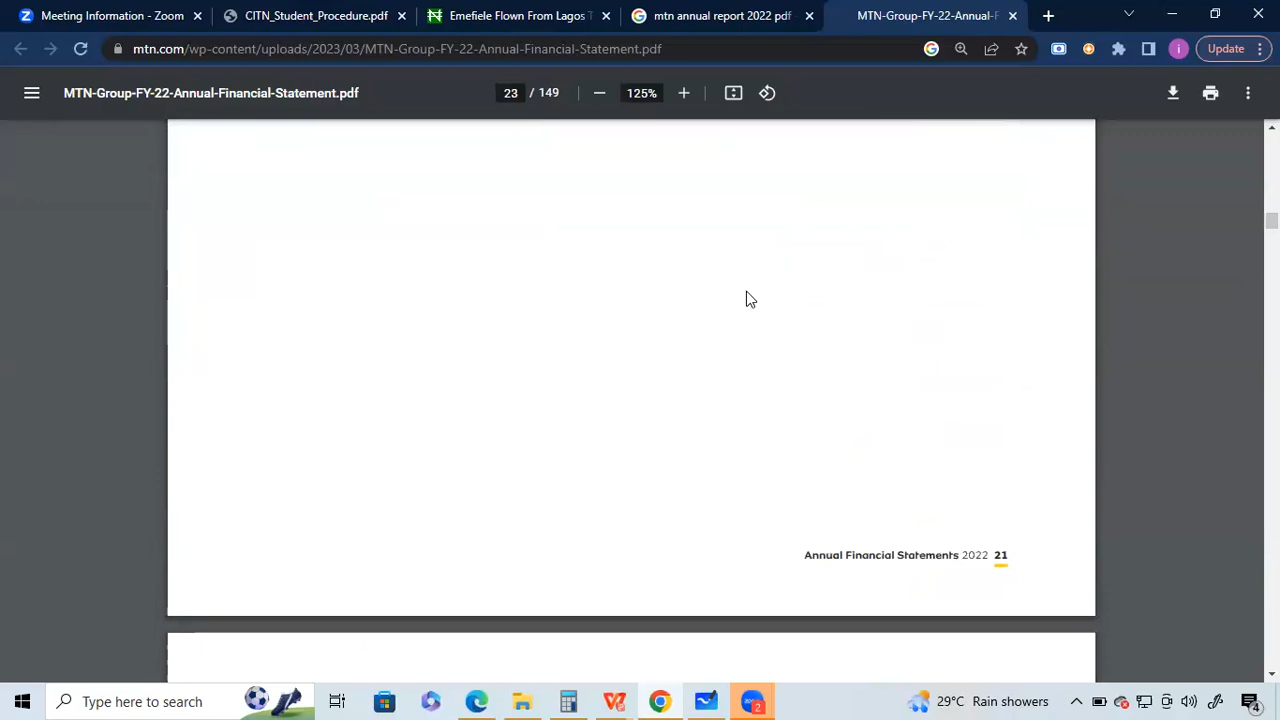 Meeting Information - Zoom
CITN_Student_Procedure.pdf
Emefiele Flown From Lagos T
mtn annual report 2022 pdf
MTN-Group-FY-22-Annual-F
mtn.com/wp-content/uploads/2023/03/MTN-Group-FY-22-Annual-Financial-Statement.pdf
Update
MTN-Group-FY-22-Annual-Financial-Statement.pdf
23 / 149
125%
Annual Financial Statements 2022 21
Type here to search
29°C Rain showers